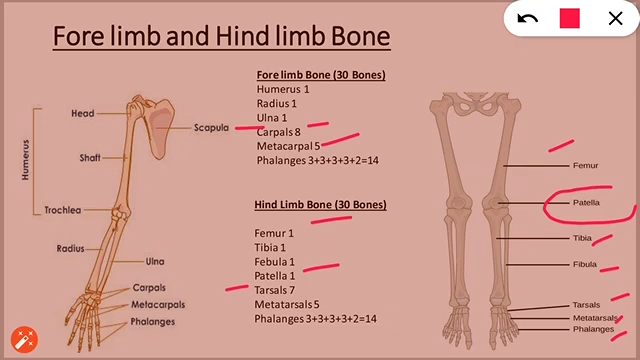 Fore limb and Hind limb Bone
Head
Humerus
Shaft
Trochlea
Radius
Scapula
Ulna
Carpals
Metacarpals
Phalanges
Fore limb Bone (30 Bones)
Humerus 1
Radius 1
Ulna 1
Carpals 8
Metacarpal 5
Phalanges 3+3+3+3+2=14
Hind Limb Bone (30 Bones)
Femur 1
Tibia 1
Febula 1
Patella 1
Tarsals 7
Metatarsals 5
Phalanges 3+3+3+3+2=14
Femur
Patella
Tibia
Fibula
Tarsals
Metatarsals
Phalanges